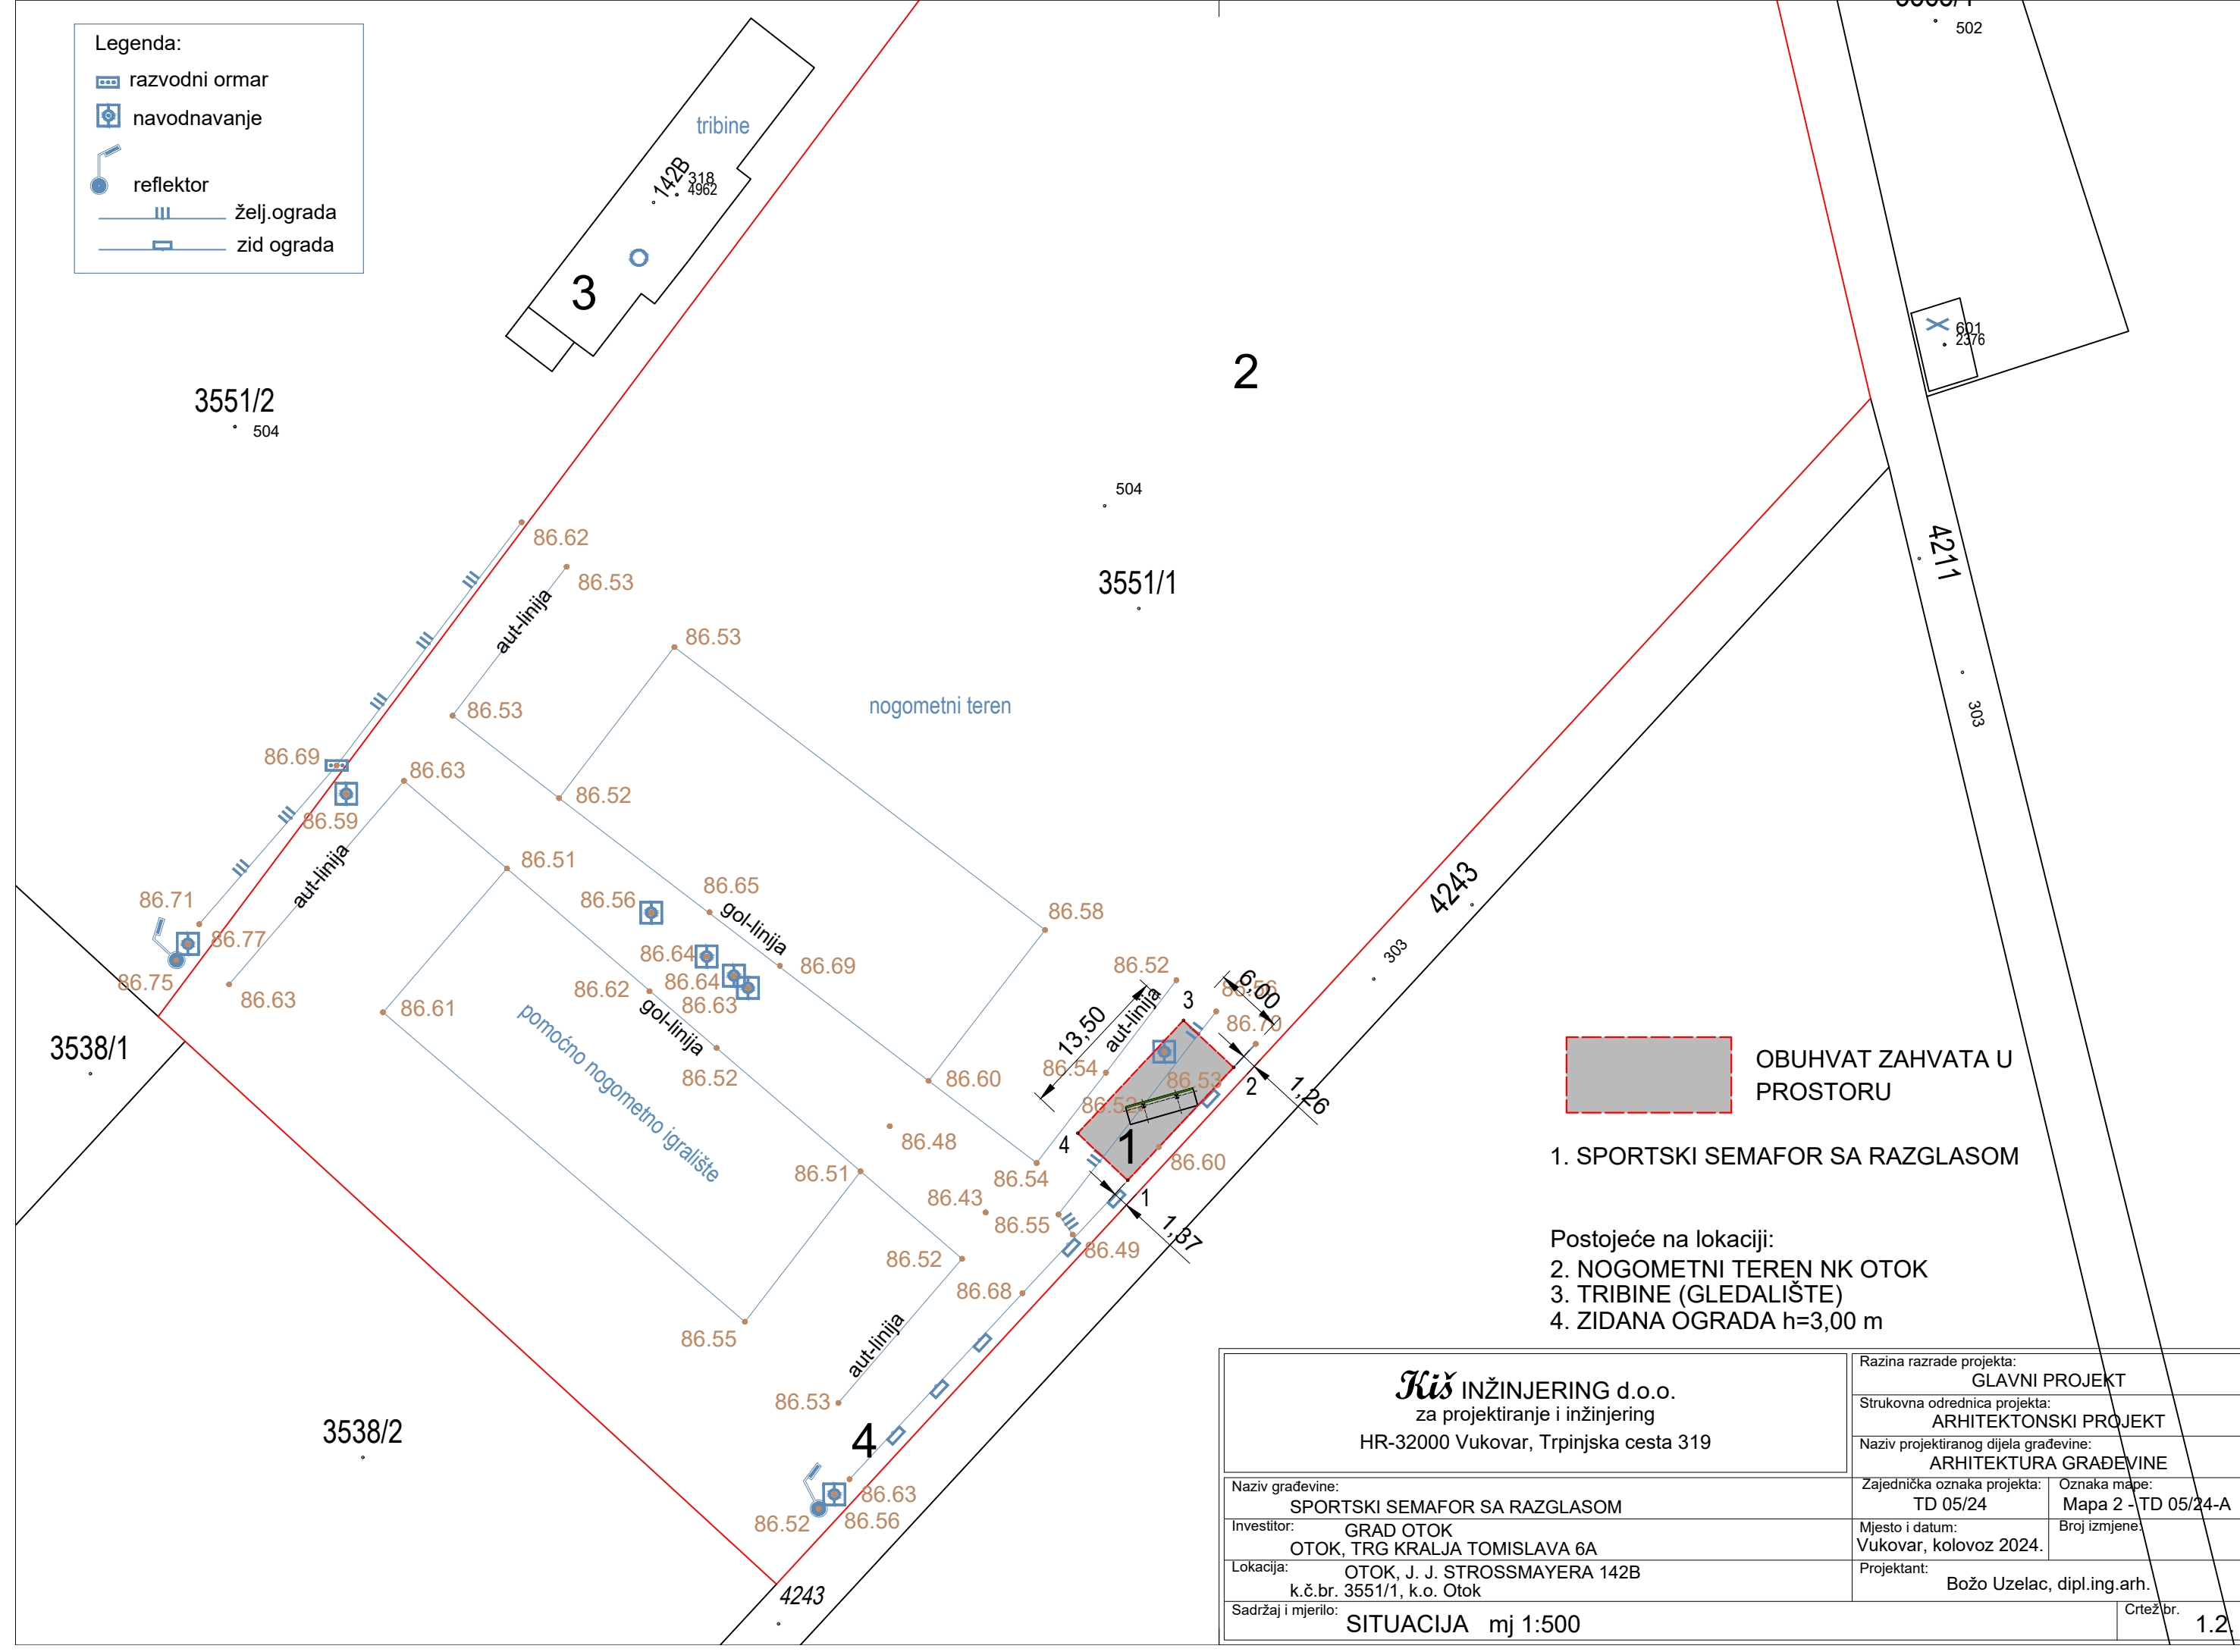 Legenda:
razvodni ormar
navodnavanje
reflektor
želj.ograda
zid ograda
502
tribine
142B
318
4962
3
2
601
2376
3551/2
504
504
3551/1
4211
303
86.62
86.53
aut-linija
86.53
86.53
nogometni teren
86.69
86.63
86.52
86.59
aut-linija
86.51
86.56
86.65
gol-linija
86.58
4243
303
86.71
86.77
86.75
86.63
86.64
86.64
86.63
86.69
86.62
gol-linija
86.61
86.52
pomoćno nogometno igralište
86.52
3
86.56
6,00
86.70
13,50
aut-linija
86.54
86.53
86.52
2
1,26
86.60
86.48
4
1
86.60
86.54
86.51
86.43
86.55
1
1,37
86.49
86.52
86.68
86.55
aut-linija
86.53
4
86.63
86.52
86.56
3538/1
3538/2
4243
OBUHVAT ZAHVATA U
PROSTORU
1. SPORTSKI SEMAFOR SA RAZGLASOM
Postojeće na lokaciji:
2. NOGOMETNI TEREN NK OTOK
3. TRIBINE (GLEDALIŠTE)
4. ZIDANA OGRADA h=3,00 m
Kiš INŽINJERING d.o.o.
za projektiranje i inžinjering
HR-32000 Vukovar, Trpinjska cesta 319
Razina razrade projekta:
GLAVNI PROJEKT
Strukovna odrednica projekta:
ARHITEKTONSKI PROJEKT
Naziv projektiranog dijela građevine:
ARHITEKTURA GRAĐEVINE
Naziv građevine:
SPORTSKI SEMAFOR SA RAZGLASOM
Zajednička oznaka projekta:
TD 05/24
Oznaka mape:
Mapa 2 - TD 05/24-A
Investitor: GRAD OTOK
OTOK, TRG KRALJA TOMISLAVA 6A
Mjesto i datum:
Vukovar, kolovoz 2024.
Broj izmjene:
Lokacija: OTOK, J. J. STROSSMAYERA 142B
k.č.br. 3551/1, k.o. Otok
Projektant:
Božo Uzelac, dipl.ing.arh.
Sadržaj i mjerilo: SITUACIJA mj 1:500
Crtež br.
1.2.